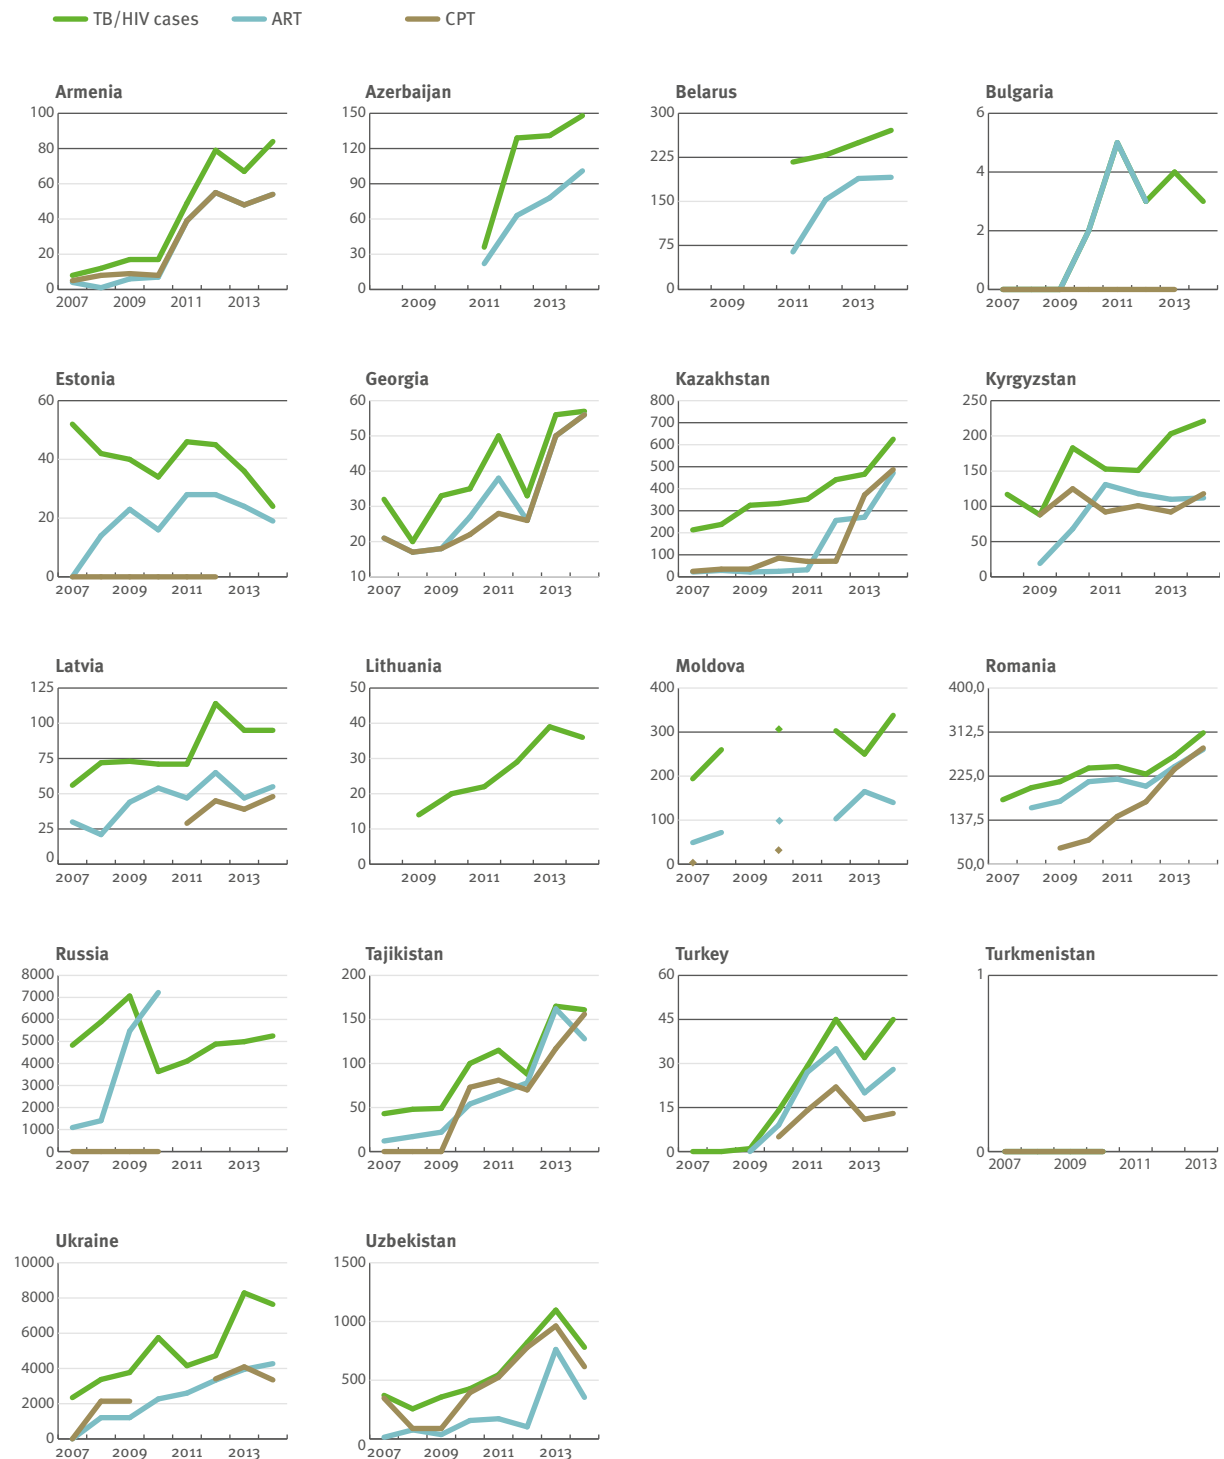 TB/HIV cases ART CPT
Armenia Azerbaijan Belarus Bulgaria
100 150 300 6
80 120 225 4
60 90 150 2
40 60 75 0
20 30 0
0 0
2007 2009 2011 2013 2009 2011 2013 2009 2011 2013 2007 2009 2011 2013
Estonia Georgia Kazakhstan Kyrgyzstan
60 60 800 250
40 50 700 200
20 40 600 150
0 30 500 100
20 400 50
10 300 0
200
100
0
2007 2009 2011 2013 2007 2009 2011 2013 2007 2009 2011 2013 2009 2011 2013
Latvia Lithuania Moldova Romania
125 50 400 400,0
100 40 300 312,5
75 30 200 225,0
50 20 100 137,5
25 10 0 50,0
0 0
2007 2009 2011 2013 2009 2011 2013 2007 2009 2011 2013 2007 2009 2011 2013
Russia Tajikistan Turkey Turkmenistan
8000 200 60 1
7000 150 45 0
6000 100 30
5000 50 15
4000 0 0
3000
2000
1000
0
2007 2009 2011 2013 2007 2009 2011 2013 2007 2009 2011 2013 2007 2009 2011 2013
Ukraine Uzbekistan
10000 1500
8000 1000
6000 500
4000 0
2000
0
2007 2009 2011 2013 2007 2009 2011 2013